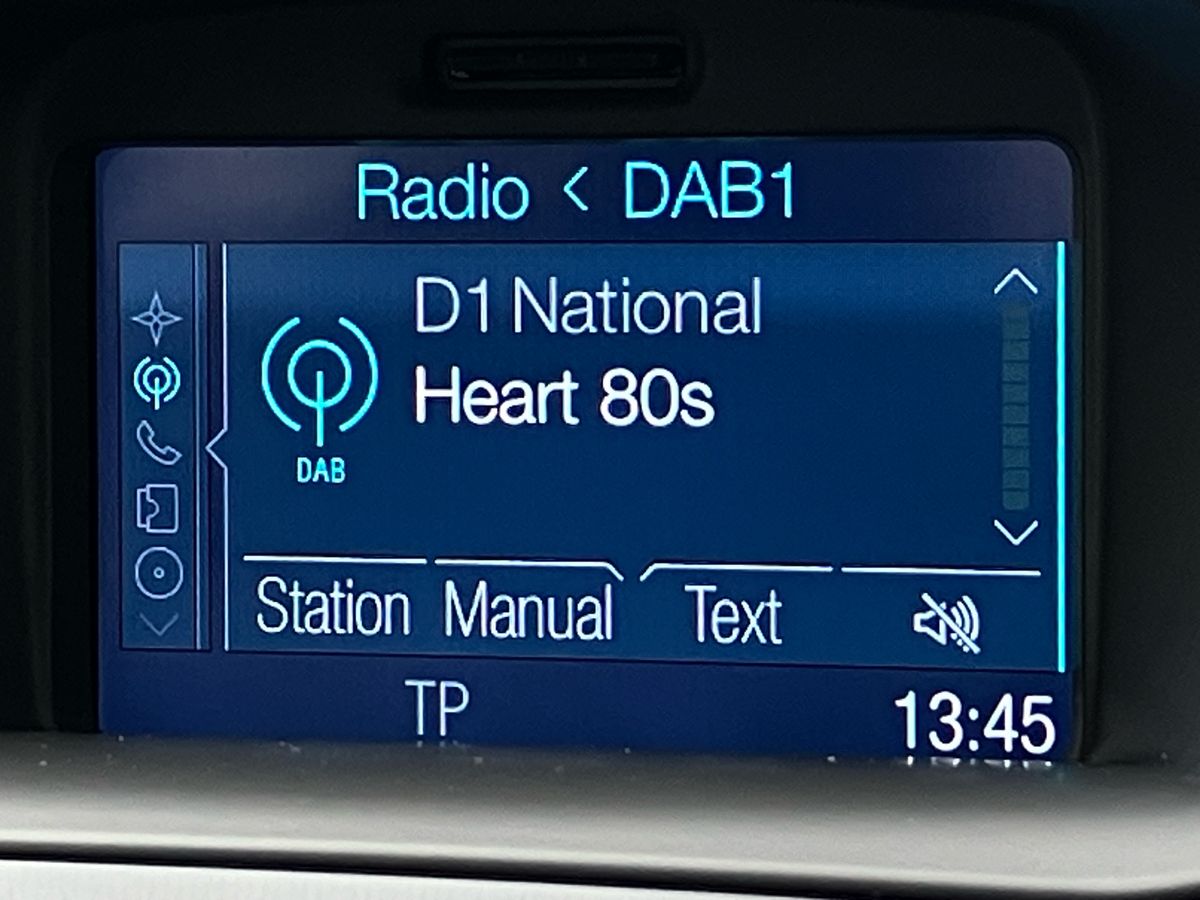 Radio < DAB1
D1 National
Heart 80s
DAB
Station Manual Text
TP 13:45